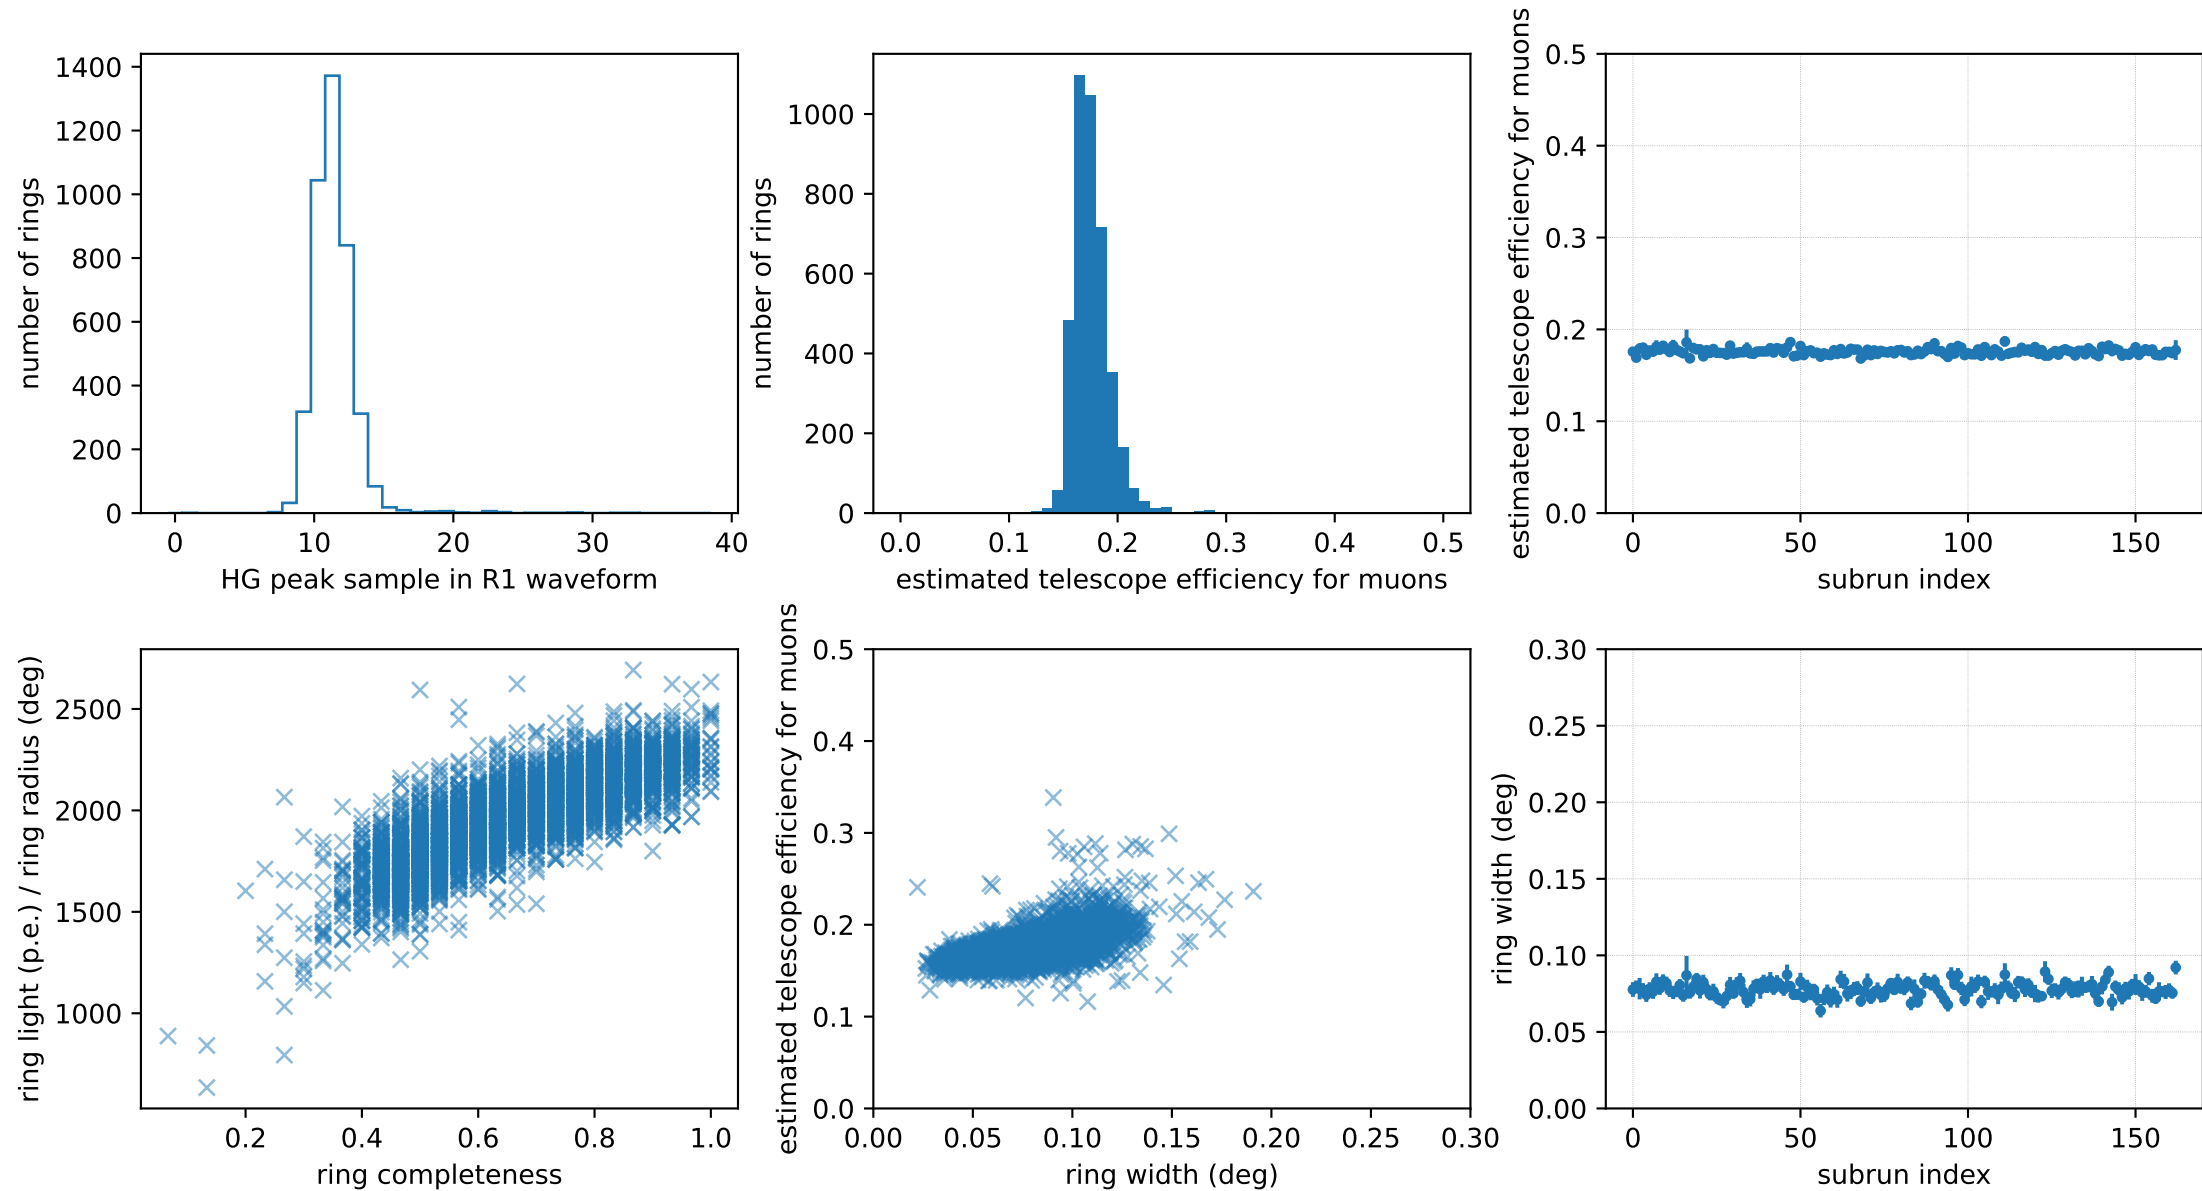 number of rings
1400
1200
1000
800
600
400
200
0
0 10 20 30 40
HG peak sample in R1 waveform
number of rings
1000
800
600
400
200
0
0.0 0.1 0.2 0.3 0.4 0.5
estimated telescope efficiency for muons
estimated telescope efficiency for muons
0.5
0.4
0.3
0.2
0.1
0.0
0 50 100 150
subrun index
ring light (p.e.) / ring radius (deg)
2500
2000
1500
1000
0.2 0.4 0.6 0.8 1.0
ring completeness
estimated telescope efficiency for muons
0.5
0.4
0.3
0.2
0.1
0.0
0.00 0.05 0.10 0.15 0.20 0.25 0.30
ring width (deg)
ring width (deg)
0.30
0.25
0.20
0.15
0.10
0.05
0.00
0 50 100 150
subrun index